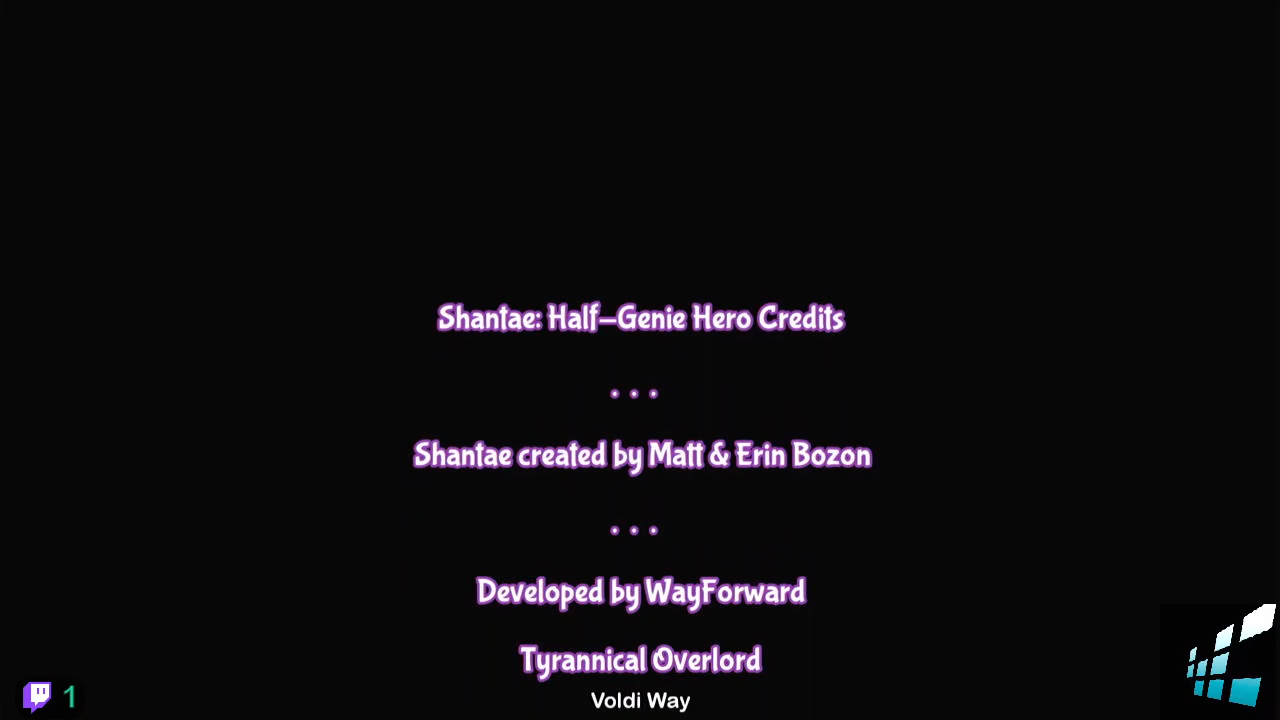 Shantae: Half-Genie Hero Credits
. . .
Shantae created by Matt & Erin Bozon
. . .
Developed by WayForward
Tyrannical Overlord
Voldi Way
1